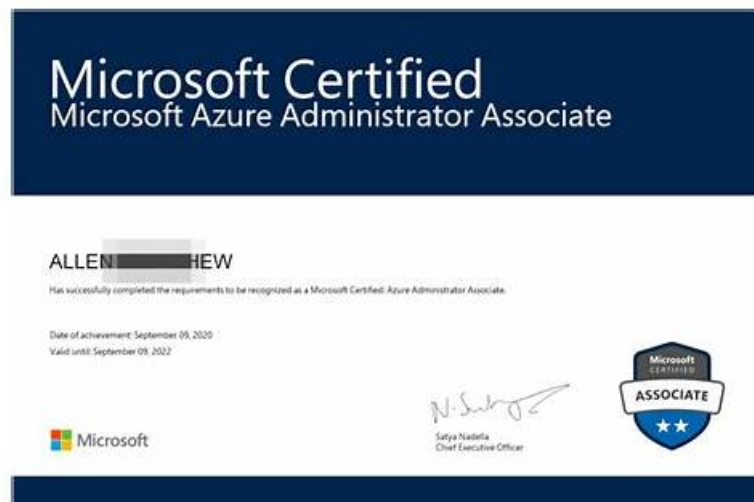 Microsoft Certified
Microsoft Azure Administrator Associate
ALLEN HEW
Has successfully completed the requirements to be recognized as a Microsoft Certified: Azure Administrator Associate.
Date of achievement: September 09, 2020
Valid until: September 09, 2022
Microsoft
CERTIFIED
ASSOCIATE
N. Satya
Satya Nadella
Chief Executive Officer
Microsoft